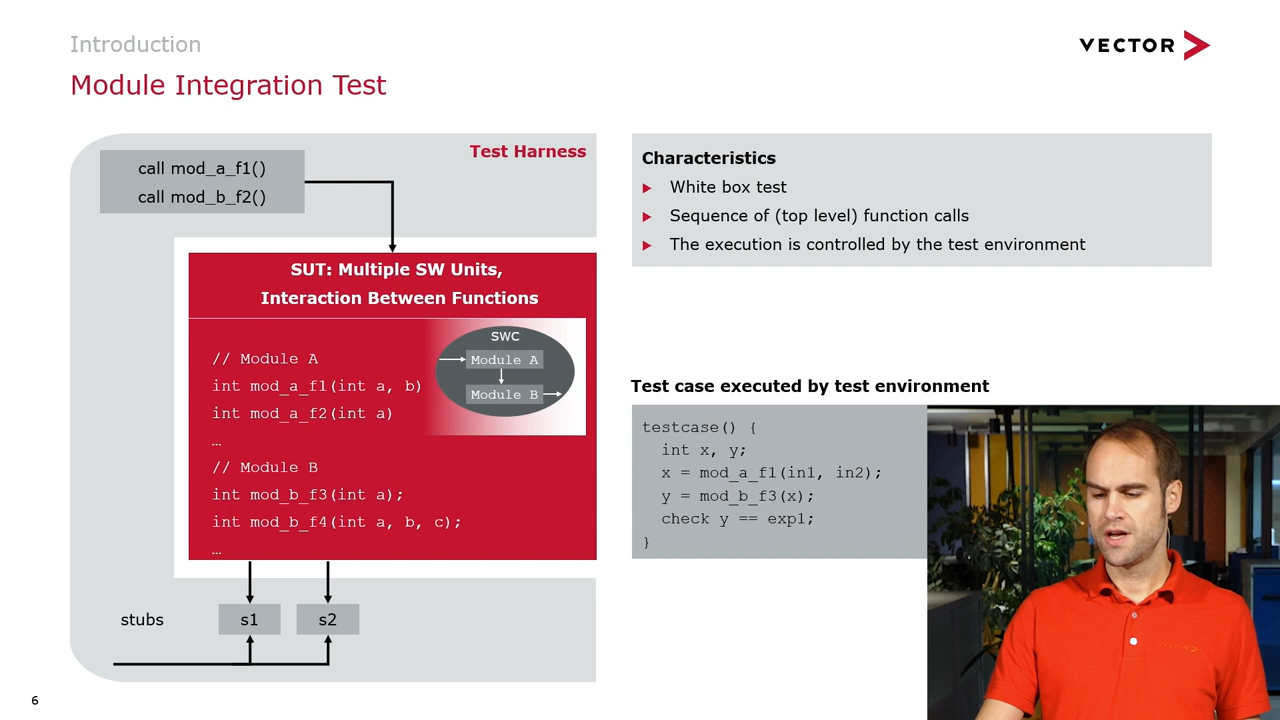 Introduction
VECTOR
Module Integration Test
Test Harness
call mod_a_f1()
call mod_b_f2()
SUT: Multiple SW Units,
Interaction Between Functions
// Module A
int mod_a_f1(int a, b)
int mod_a_f2(int a)
…
// Module B
int mod_b_f3(int a);
int mod_b_f4(int a, b, c);
…
SWC
Module A
Module B
stubs
s1
s2
Characteristics
White box test
Sequence of (top level) function calls
The execution is controlled by the test environment
Test case executed by test environment
testcase() {
int x, y;
x = mod_a_f1(in1, in2);
y = mod_b_f3(x);
check y == exp1;
}
VECTOR
6